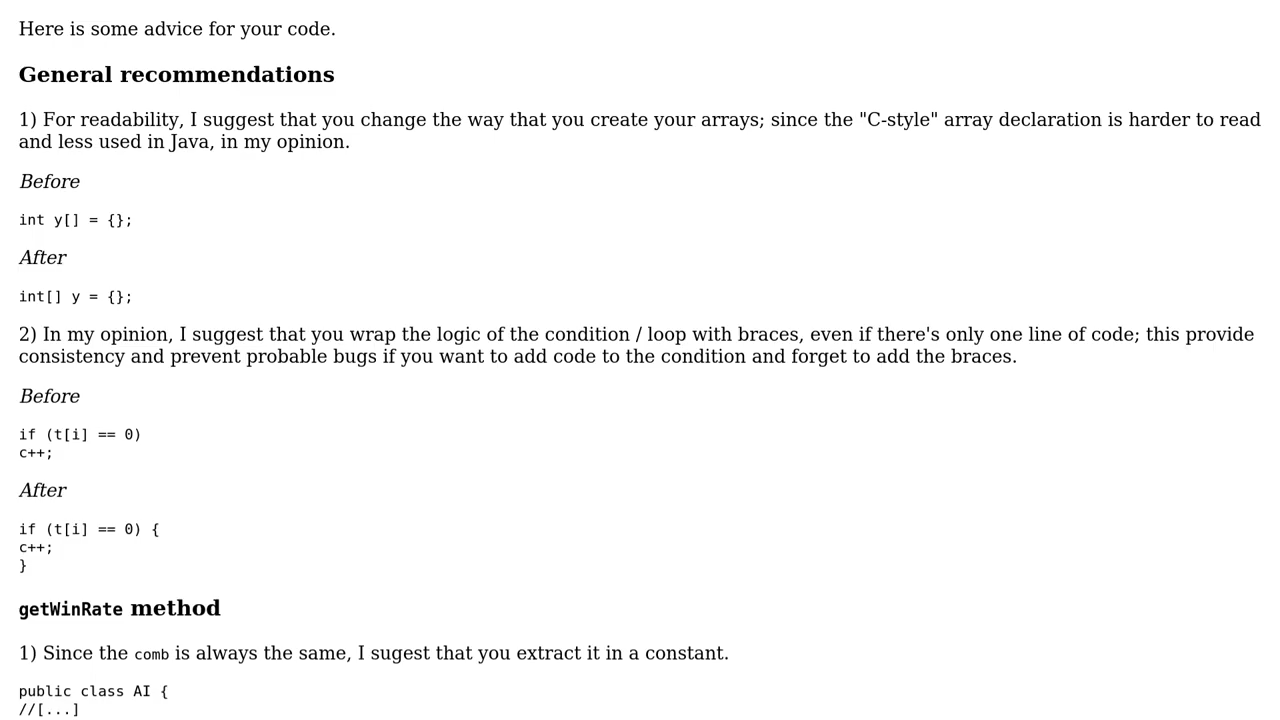 Here is some advice for your code.
General recommendations
1) For readability, I suggest that you change the way that you create your arrays; since the "C-style" array declaration is harder to read
and less used in Java, in my opinion.
Before
int y[] = {};
After
int[] y = {};
2) In my opinion, I suggest that you wrap the logic of the condition / loop with braces, even if there's only one line of code; this provide
consistency and prevent probable bugs if you want to add code to the condition and forget to add the braces.
Before
if (t[i] == 0)
c++;
After
if (t[i] == 0) {
c++;
}
getWinRate method
1) Since the comb is always the same, I sugest that you extract it in a constant.
public class AI {
//[...]